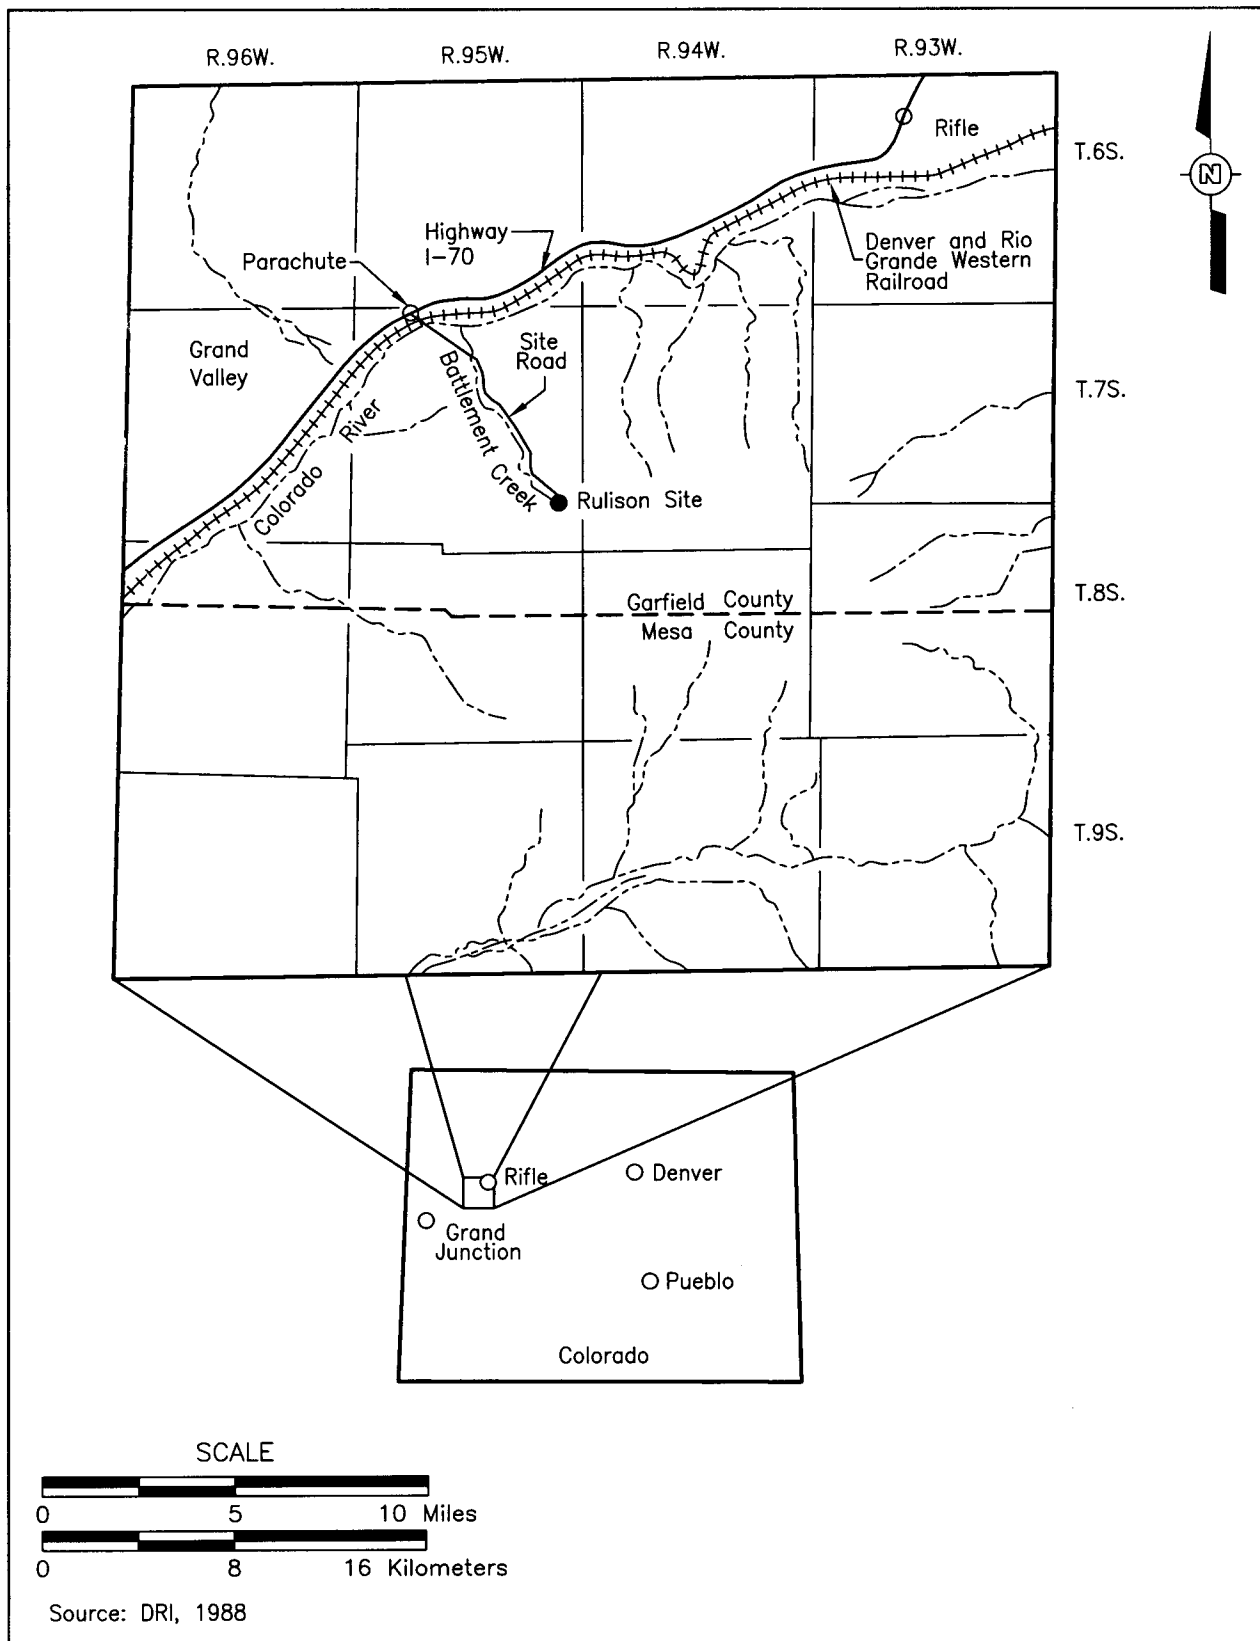 R.96W.
R.95W.
R.94W.
R.93W.
N
Rifle
T.6S.
Highway
I-70
Parachute
Denver and Rio
Grande Western
Railroad
Grand
Valley
Site
Road
T.7S.
Battlement Creek
Colorado River
Rulison Site
Garfield County
Mesa County
T.8S.
T.9S.
Rifle
Denver
Grand
Junction
Pueblo
Colorado
SCALE
0 5 10 Miles
0 8 16 Kilometers
Source: DRI, 1988